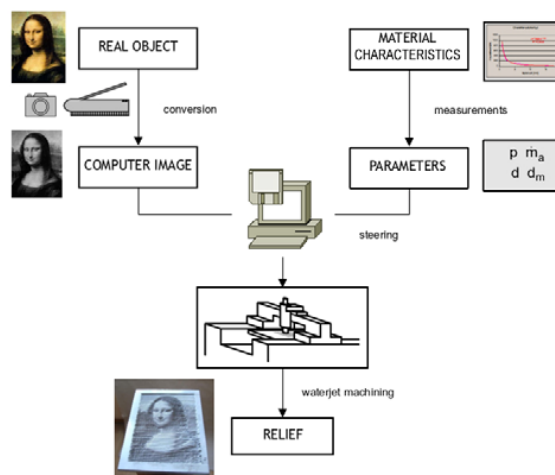 REAL OBJECT
MATERIAL
CHARACTERISTICS
conversion
measurements
COMPUTER IMAGE
PARAMETERS
p ṁa
d dm
steering
waterjet machining
RELIEF